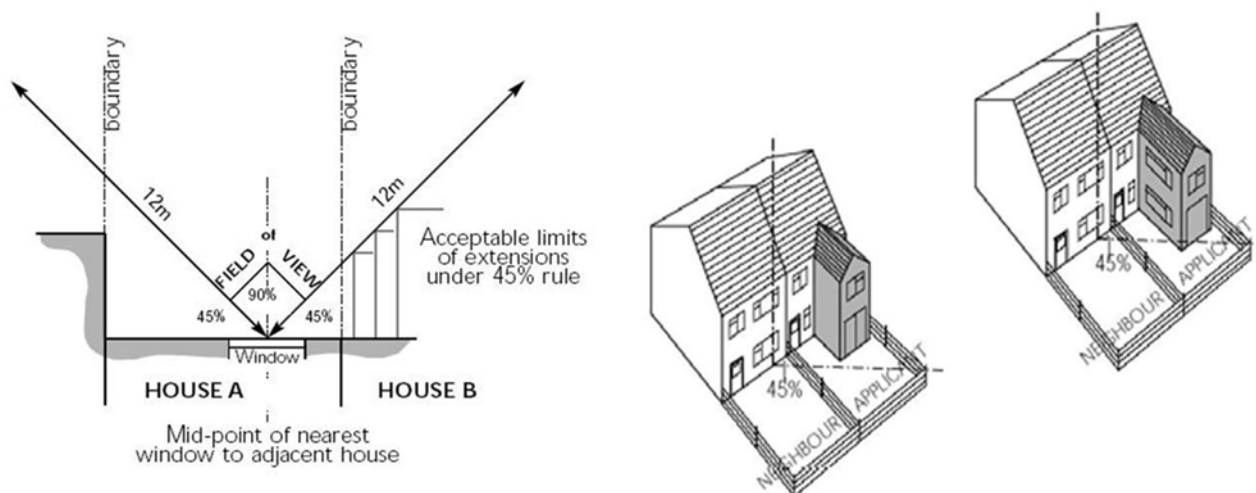 boundary
boundary
12m
12m
FIELD
of
VIEW
90%
45%
45%
Acceptable limits
of extensions
under 45% rule
Window
HOUSE A
HOUSE B
Mid-point of nearest
window to adjacent house
45%
NEIGHBOUR
APPLICANT
45%
NEIGHBOUR
APPLICANT